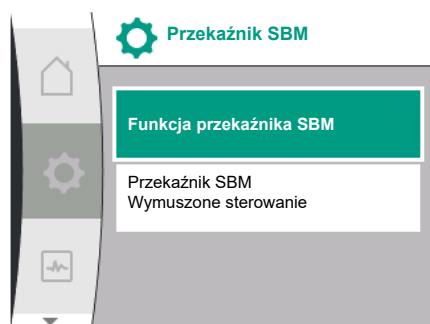 Przekaźnik SBM
Funkcja przekaźnika SBM
Przekaźnik SBM
Wymuszone sterowanie